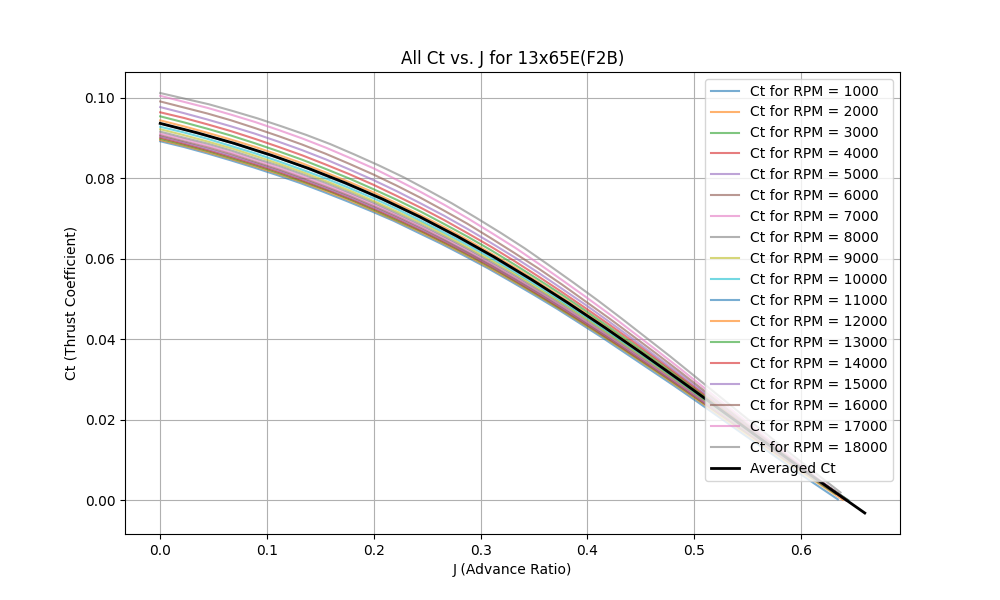 All Ct vs. J for 13x65E(F2B)
Ct (Thrust Coefficient)
0.10
0.08
0.06
0.04
0.02
0.00
Ct for RPM = 1000
Ct for RPM = 2000
Ct for RPM = 3000
Ct for RPM = 4000
Ct for RPM = 5000
Ct for RPM = 6000
Ct for RPM = 7000
Ct for RPM = 8000
Ct for RPM = 9000
Ct for RPM = 10000
Ct for RPM = 11000
Ct for RPM = 12000
Ct for RPM = 13000
Ct for RPM = 14000
Ct for RPM = 15000
Ct for RPM = 16000
Ct for RPM = 17000
Ct for RPM = 18000
Averaged Ct
0.0 0.1 0.2 0.3 0.4 0.5 0.6
J (Advance Ratio)